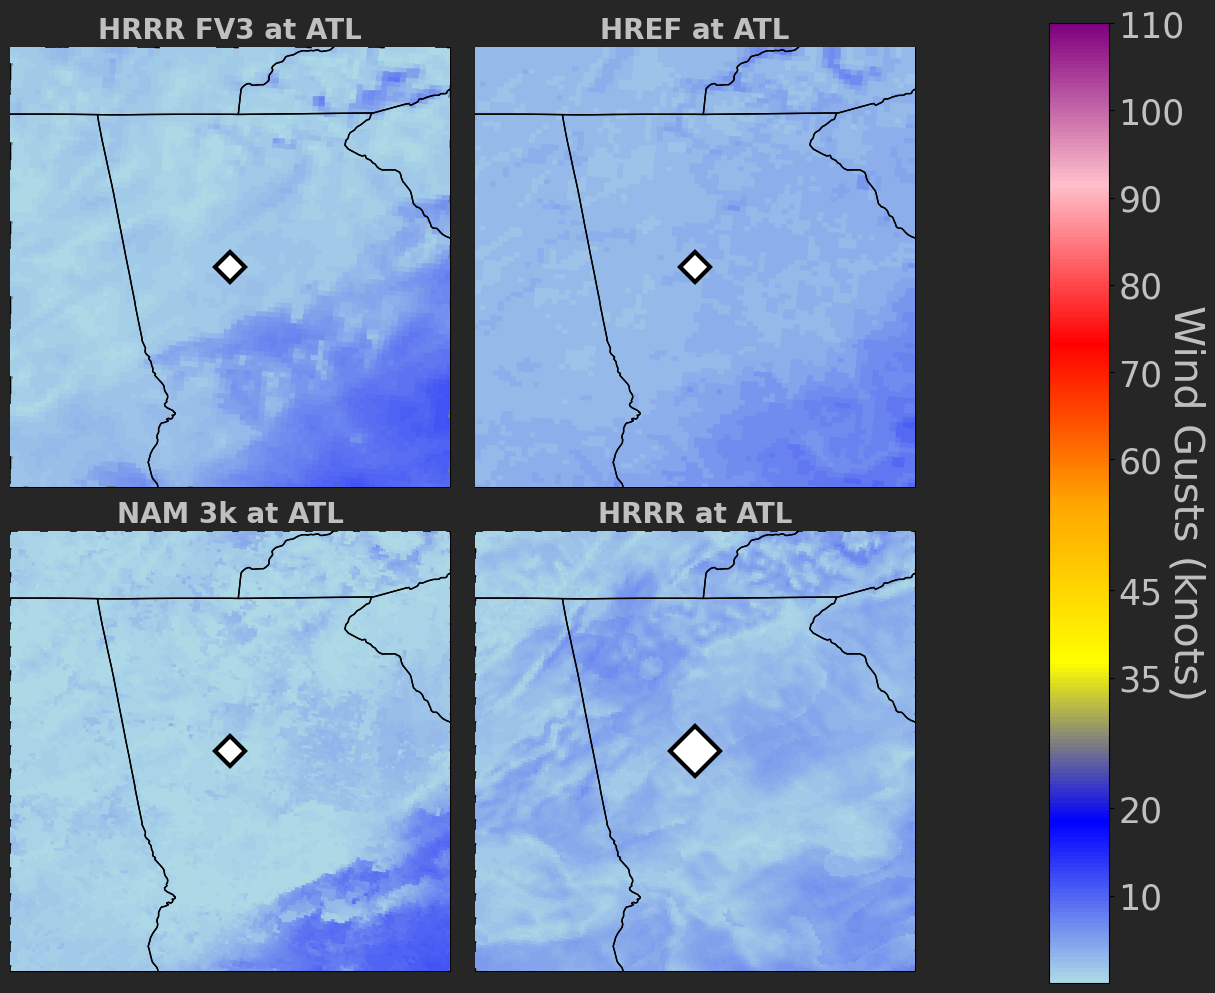 HRRR FV3 at ATL
HREF at ATL
NAM 3k at ATL
HRRR at ATL
110
100
90
80
70
60
45
35
20
10
Wind Gusts (knots)